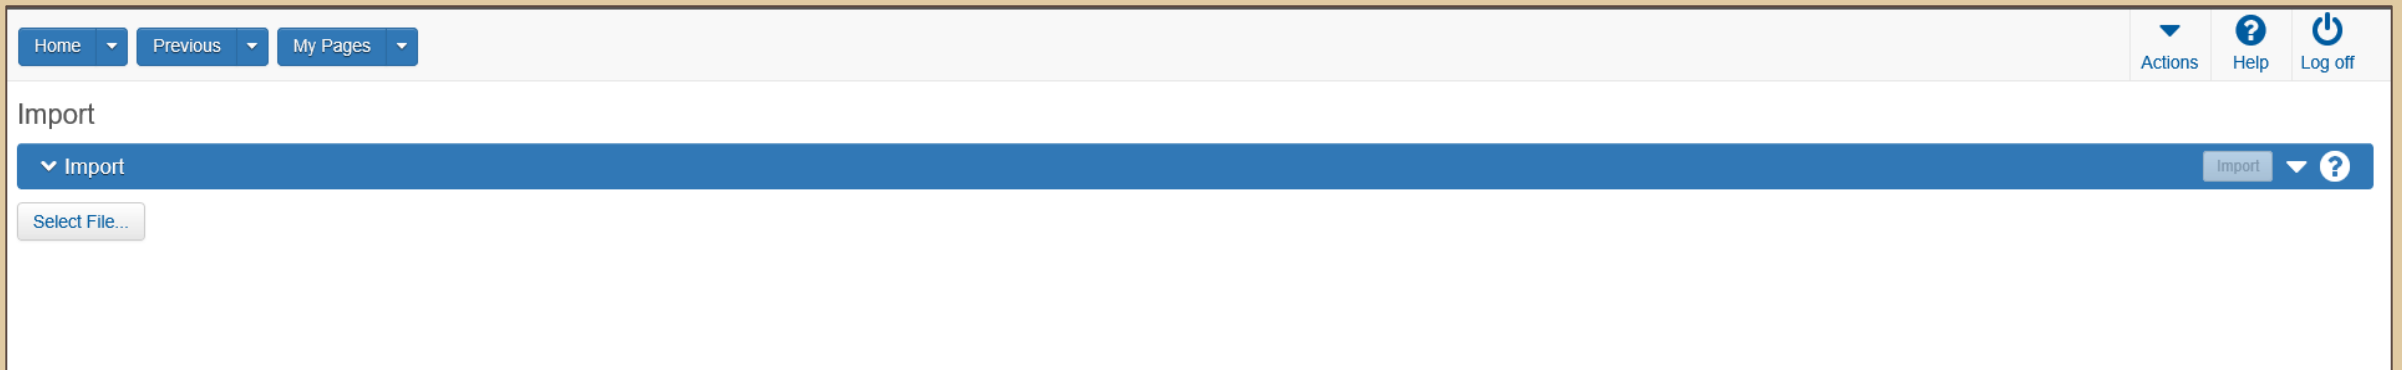 Home Previous My Pages
Actions Help Log off
Import
Import Import ?
Select File...